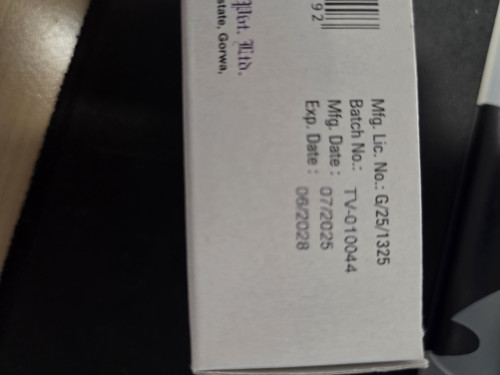 92
Pvt. Ltd.
state, Gorwa,
Mfg. Lic. No.: G/25/1325
Batch No.: TV-010044
Mfg. Date : 07/2025
Exp. Date : 06/2028